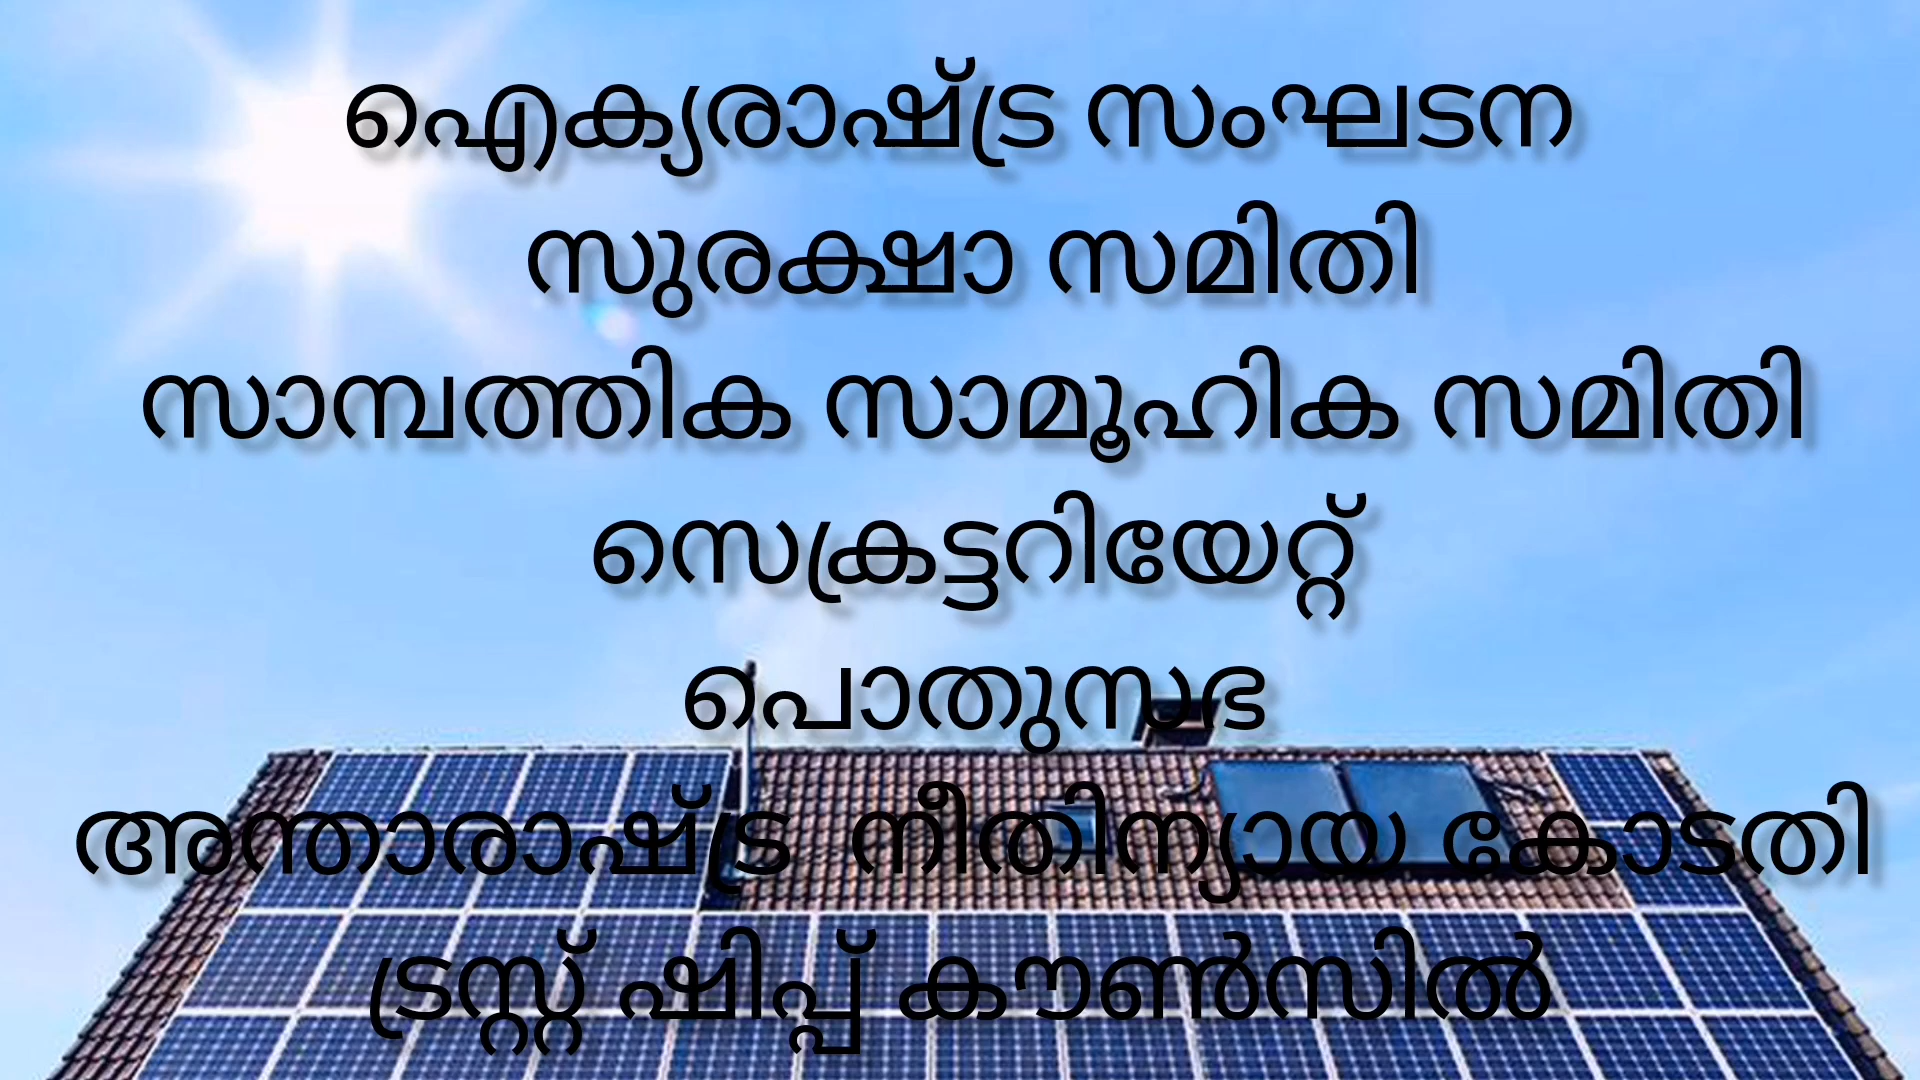 ഐക്യരാഷ്ട്ര സംഘടന
സുരക്ഷാ സമിതി
സാമ്പത്തിക സാമൂഹിക സമിതി
സെക്രട്ടറിയേറ്റ്
പൊതുസഭ
അന്താരാഷ്ട്ര നീതിന്യായ കോടതി
ട്രസ്റ്റ് ഷിപ്പ് കൗൺസിൽ